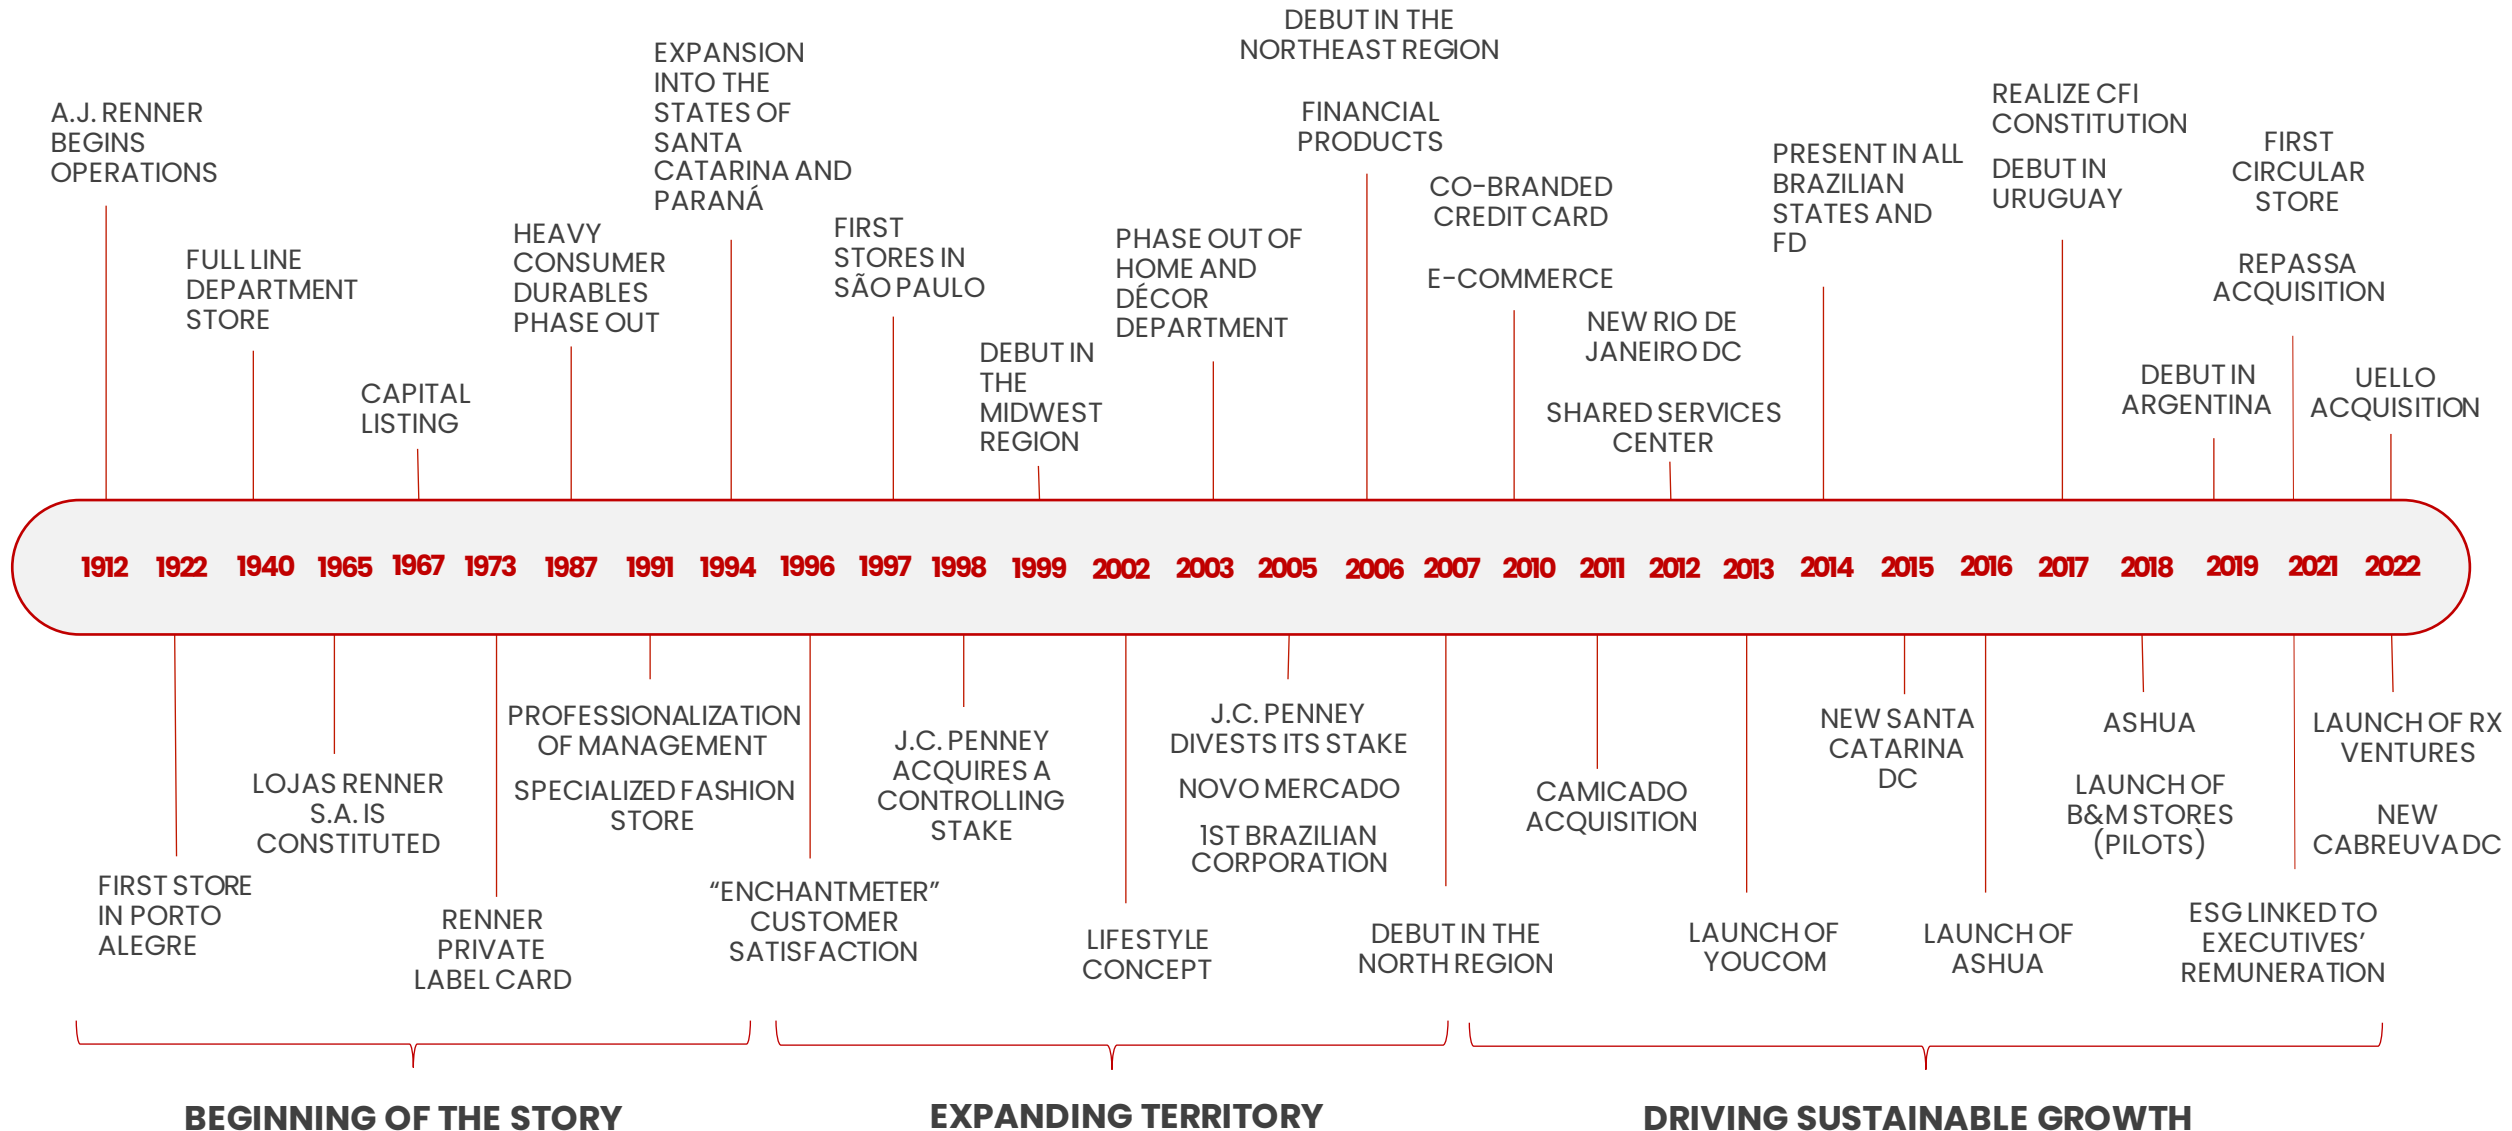 A.J. RENNER
BEGINS
OPERATIONS
FULL LINE
DEPARTMENT
STORE
CAPITAL
LISTING
HEAVY
CONSUMER
DURABLES
PHASE OUT
EXPANSION
INTO THE
STATES OF
SANTA
CATARINA AND
PARANÁ
FIRST
STORES IN
SÃO PAULO
DEBUT IN
THE
MIDWEST
REGION
PHASE OUT OF
HOME AND
DÉCOR
DEPARTMENT
DEBUT IN THE
NORTHEAST REGION
FINANCIAL
PRODUCTS
CO-BRANDED
CREDIT CARD
E-COMMERCE
NEW RIO DE
JANEIRO DC
SHARED SERVICES
CENTER
PRESENT IN ALL
BRAZILIAN
STATES AND
FD
REALIZE CFI
CONSTITUTION
DEBUT IN
URUGUAY
DEBUT IN
ARGENTINA
FIRST
CIRCULAR
STORE
REPASSA
ACQUISITION
UELLO
ACQUISITION
1912 1922 1940 1965 1967 1973 1987 1991 1994 1996 1997 1998 1999 2002 2003 2005 2006 2007 2010 2011 2012 2013 2014 2015 2016 2017 2018 2019 2021 2022
FIRST STORE
IN PORTO
ALEGRE
LOJAS RENNER
S.A. IS
CONSTITUTED
RENNER
PRIVATE
LABEL CARD
PROFESSIONALIZATION
OF MANAGEMENT
SPECIALIZED FASHION
STORE
“ENCHANTMETER”
CUSTOMER
SATISFACTION
J.C. PENNEY
ACQUIRES A
CONTROLLING
STAKE
LIFESTYLE
CONCEPT
J.C. PENNEY
DIVESTS ITS STAKE
NOVO MERCADO
1ST BRAZILIAN
CORPORATION
DEBUT IN THE
NORTH REGION
CAMICADO
ACQUISITION
LAUNCH OF
YOUCOM
NEW SANTA
CATARINA
DC
LAUNCH OF
ASHUA
ASHUA
LAUNCH OF
B&M STORES
(PILOTS)
ESG LINKED TO
EXECUTIVES’
REMUNERATION
LAUNCH OF RX
VENTURES
NEW
CABREUVA DC
BEGINNING OF THE STORY
EXPANDING TERRITORY
DRIVING SUSTAINABLE GROWTH